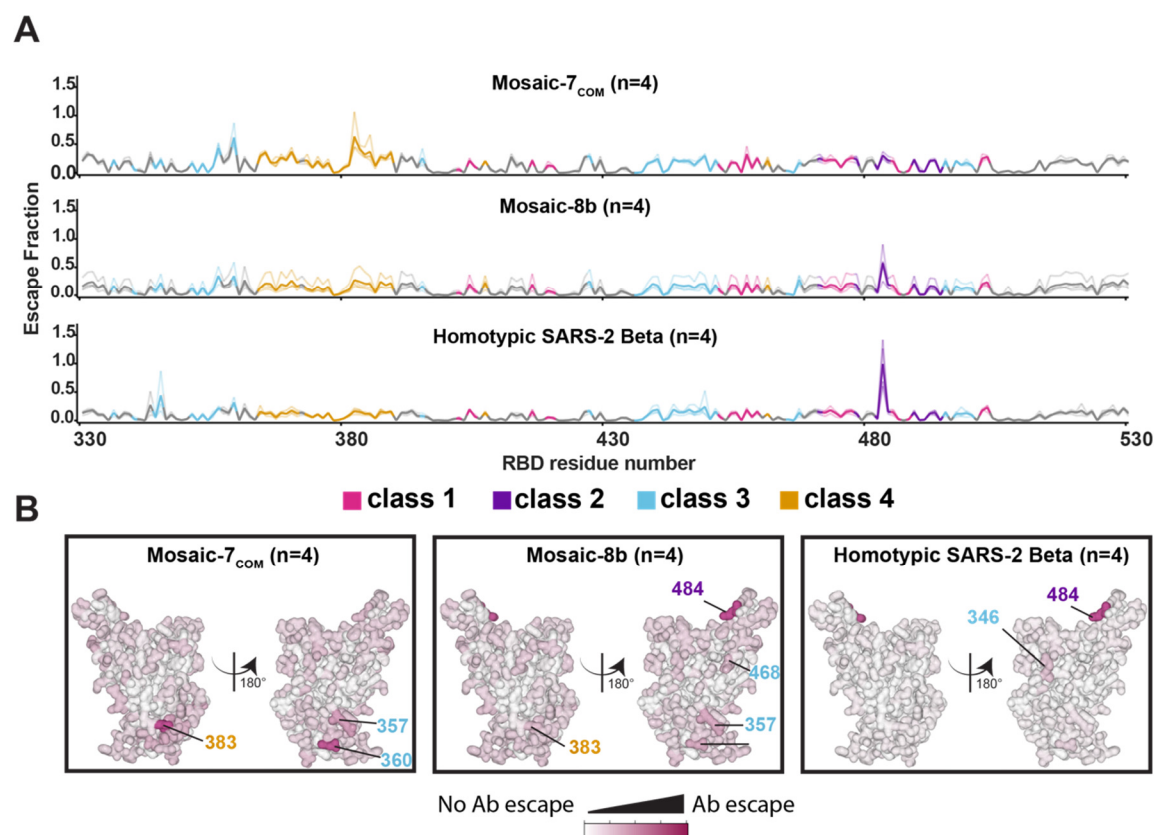 A
Mosaic-7COM (n=4)
1.5
1.0
0.5
0.0
Mosaic-8b (n=4)
1.5
1.0
0.5
0.0
Homotypic SARS-2 Beta (n=4)
1.5
1.0
0.5
0.0
Escape Fraction
330 380 430 480 530
RBD residue number
class 1 class 2 class 3 class 4
B
Mosaic-7COM (n=4)
180°
383
357
360
Mosaic-8b (n=4)
180°
484
468
383
357
Homotypic SARS-2 Beta (n=4)
180°
484
346
No Ab escape Ab escape